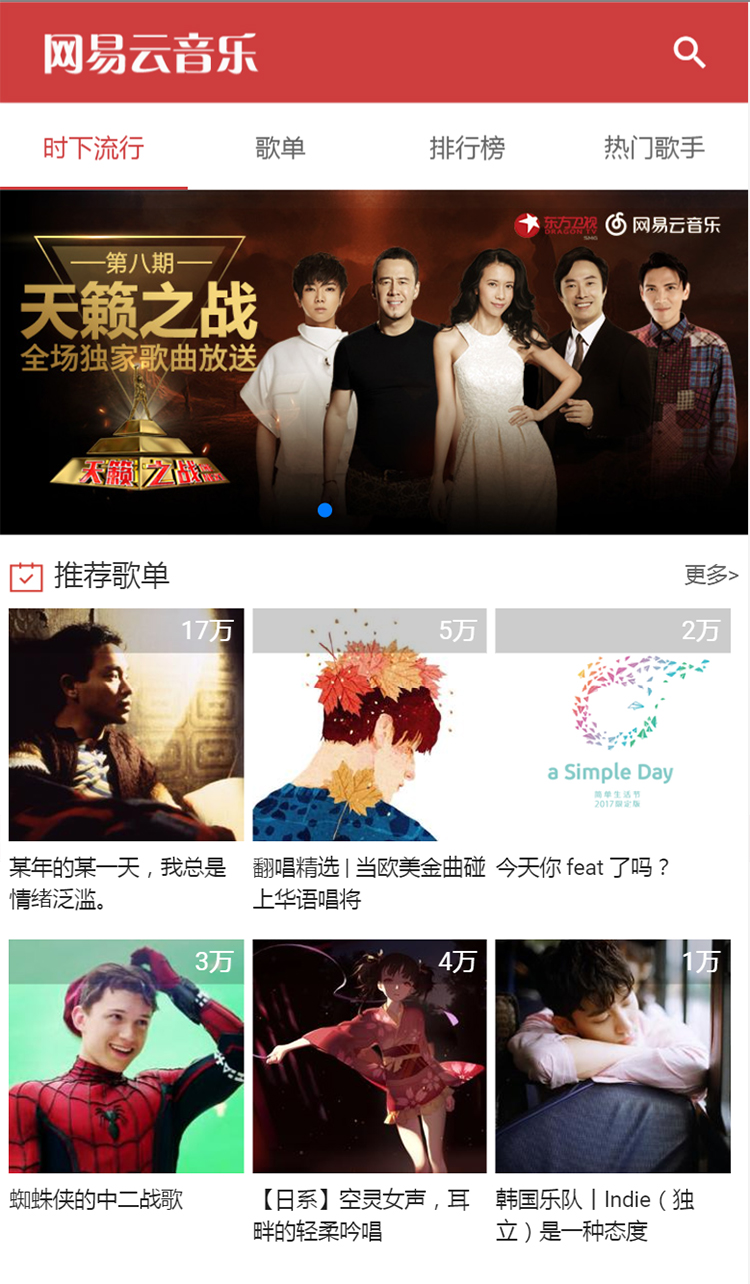 网易云音乐
时下流行
歌单
排行榜
热门歌手
东方卫视
DRAGON TV
网易云音乐
第八期
天籁之战
全场独家歌曲放送
天籁之战
推荐歌单
更多>
17万
5万
2万
a Simple Day
简单生活节
2017限定版
某年的某一天，我总是
情绪泛滥。
翻唱精选 | 当欧美金曲碰
上华语唱将
今天你 feat 了吗？
3万
4万
1万
蜘蛛侠的中二战歌
【日系】空灵女声，耳
畔的轻柔吟唱
韩国乐队丨Indie（独
立）是一种态度